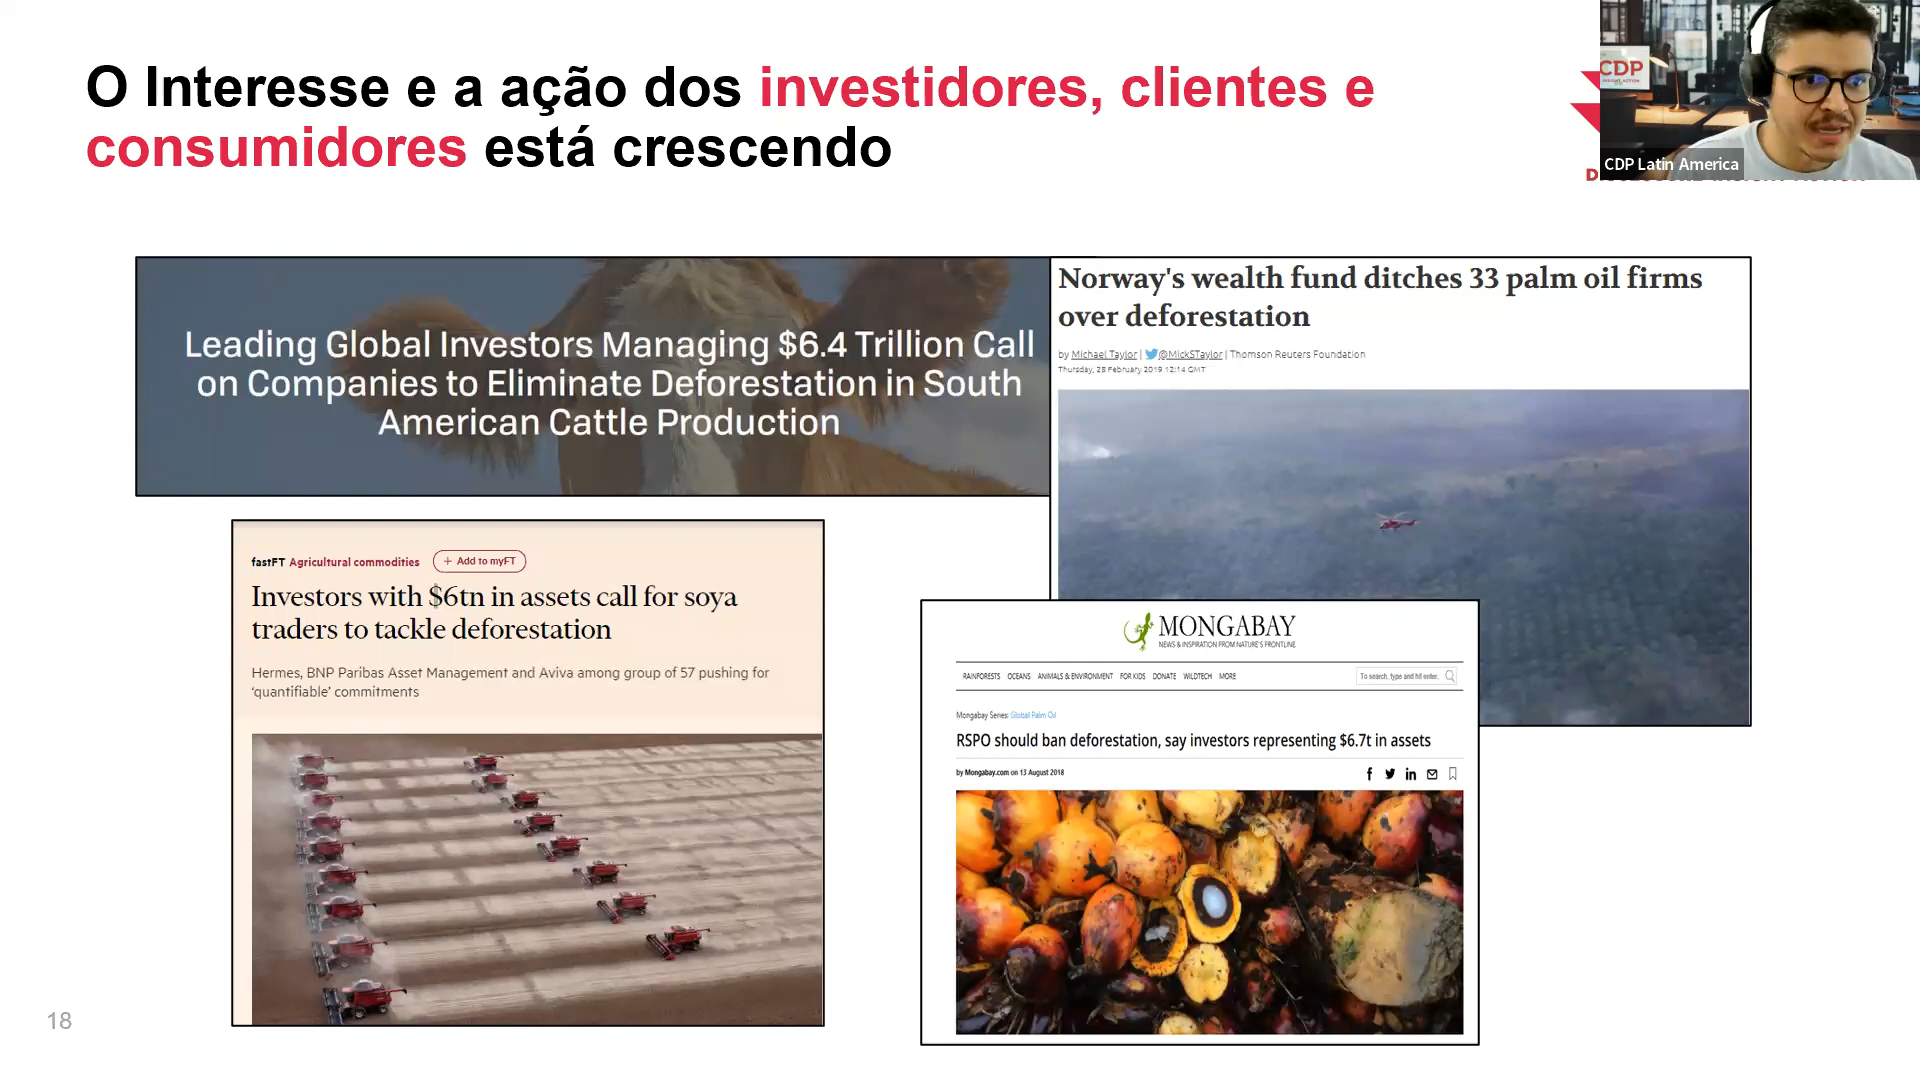 O Interesse e a ação dos investidores, clientes e
consumidores está crescendo
CDP
CDP Latin America
Leading Global Investors Managing $6.4 Trillion Call
on Companies to Eliminate Deforestation in South
American Cattle Production
Norway's wealth fund ditches 33 palm oil firms
over deforestation
by Michael Taylor | @MickSTaylor | Thomson Reuters Foundation
Thursday, 28 February 2019 12:14 GMT
fastFT Agricultural commodities + Add to myFT
Investors with $6tn in assets call for soya
traders to tackle deforestation
Hermes, BNP Paribas Asset Management and Aviva among group of 57 pushing for
‘quantifiable’ commitments
MONGABAY
NEWS & INSPIRATION FROM NATURE'S FRONTLINE
RAINFORESTS OCEANS ANIMALS & ENVIRONMENT FOR KIDS DONATE WILDTECH MORE
To search, type and hit enter.
Mongabay Series: Global Palm Oil
RSPO should ban deforestation, say investors representing $6.7t in assets
by Mongabay.com on 13 August 2018
18